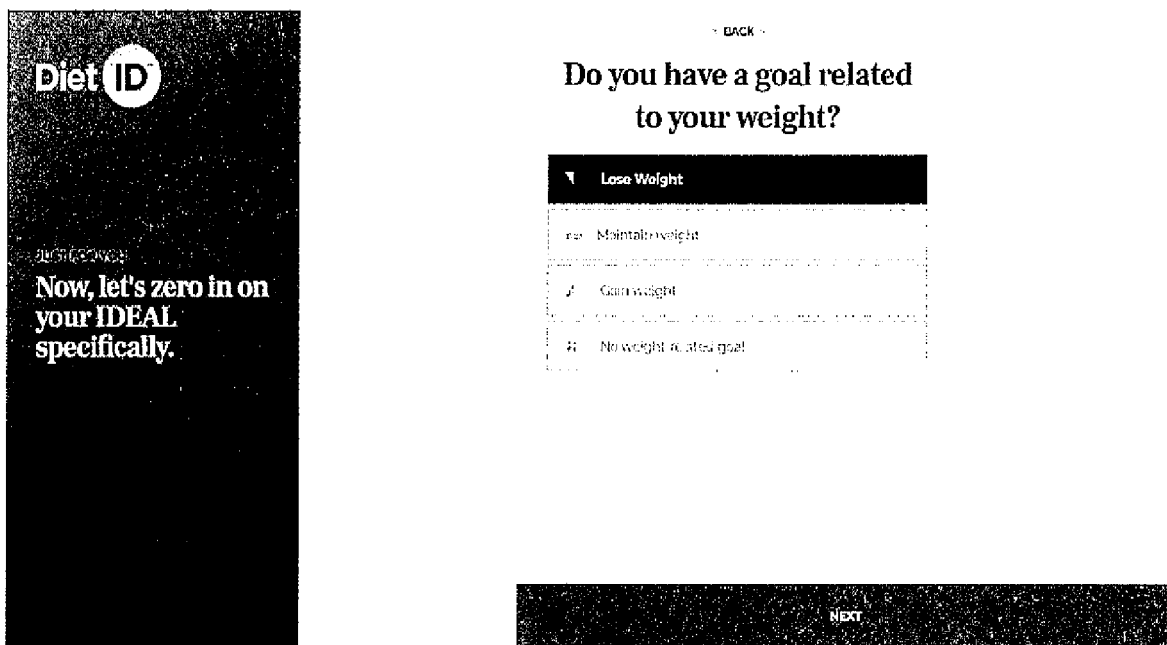 Diet ID
Now, let's zero in on
your IDEAL
specifically.
BACK
Do you have a goal related
to your weight?
Lose Weight
Maintain weight
Gain weight
No weight related goal
NEXT